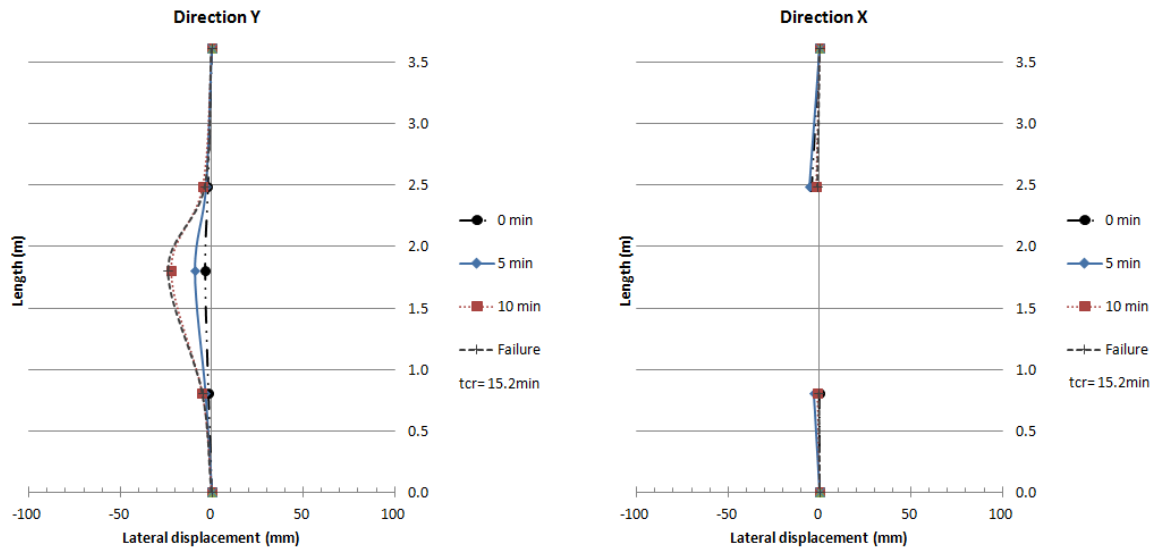 Direction Y
3.5
3.0
2.5
2.0
1.5
1.0
0.5
0.0
-100
-50
0
50
100
Length (m)
Lateral displacement (mm)
0 min
5 min
10 min
Failure
tcr= 15.2min
Direction X
3.5
3.0
2.5
2.0
1.5
1.0
0.5
0.0
-100
-50
0
50
100
Length (m)
Lateral displacement (mm)
0 min
5 min
10 min
Failure
tcr= 15.2min